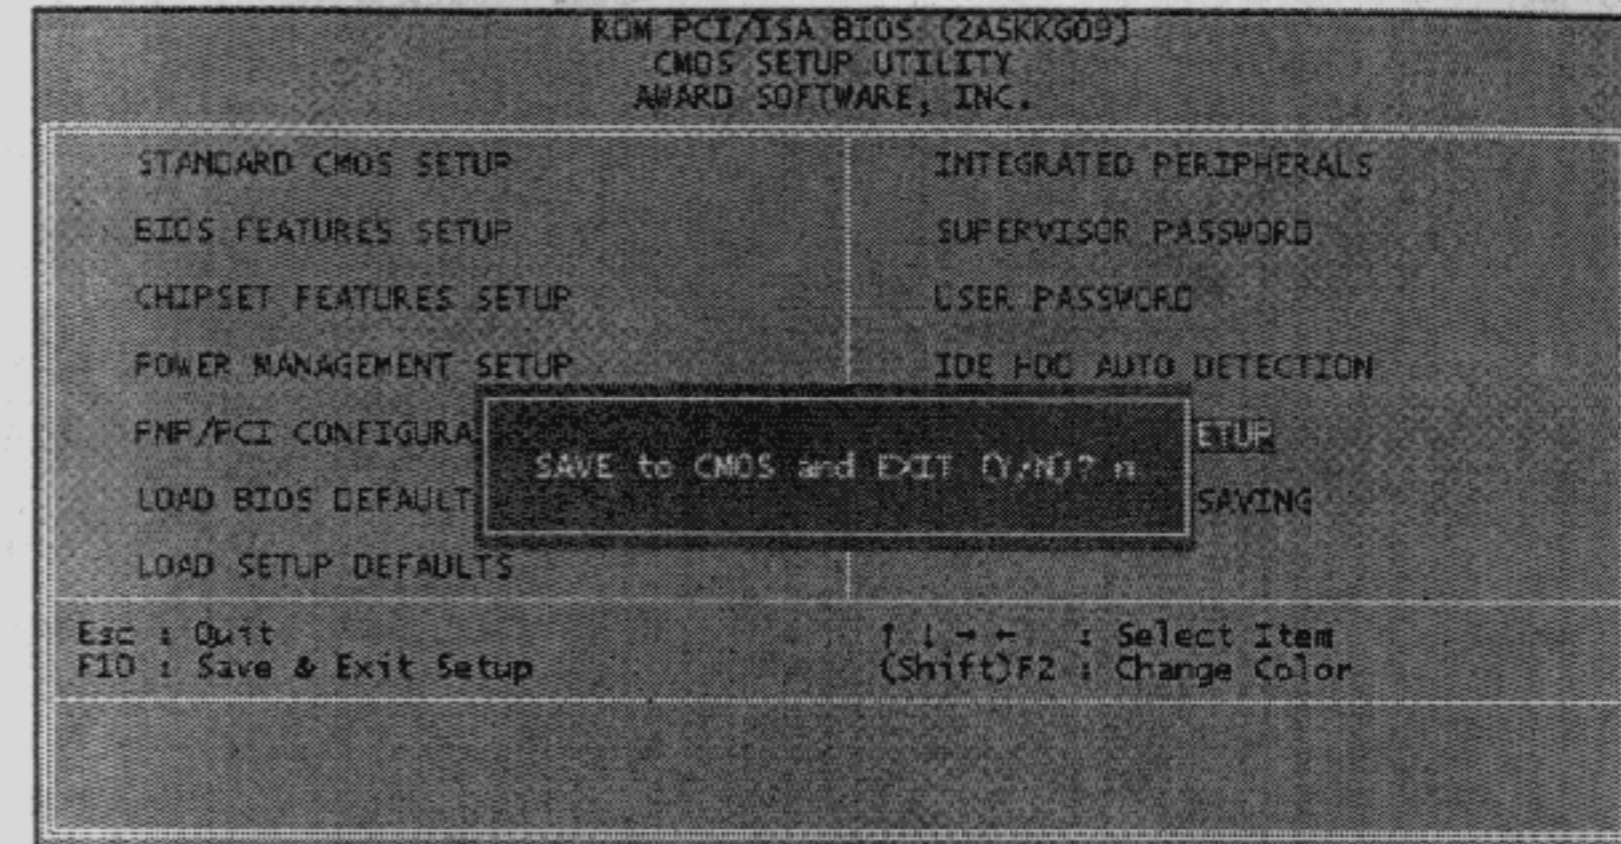 ROM PCI/ISA BIOS (2A5KKG09)
CMOS SETUP UTILITY
AWARD SOFTWARE, INC.
STANDARD CMOS SETUP
BIOS FEATURES SETUP
CHIPSET FEATURES SETUP
POWER MANAGEMENT SETUP
PNP/PCI CONFIGURA
LOAD BIOS DEFAULT
LOAD SETUP DEFAULTS
INTEGRATED PERIPHERALS
SUPERVISOR PASSWORD
USER PASSWORD
IDE HDD AUTO DETECTION
ETUP
SAVING
SAVE to CMOS and EXIT (Y/N)? n
Esc : Quit
F10 : Save & Exit Setup
↑ ↓ → ← : Select Item
(Shift)F2 : Change Color